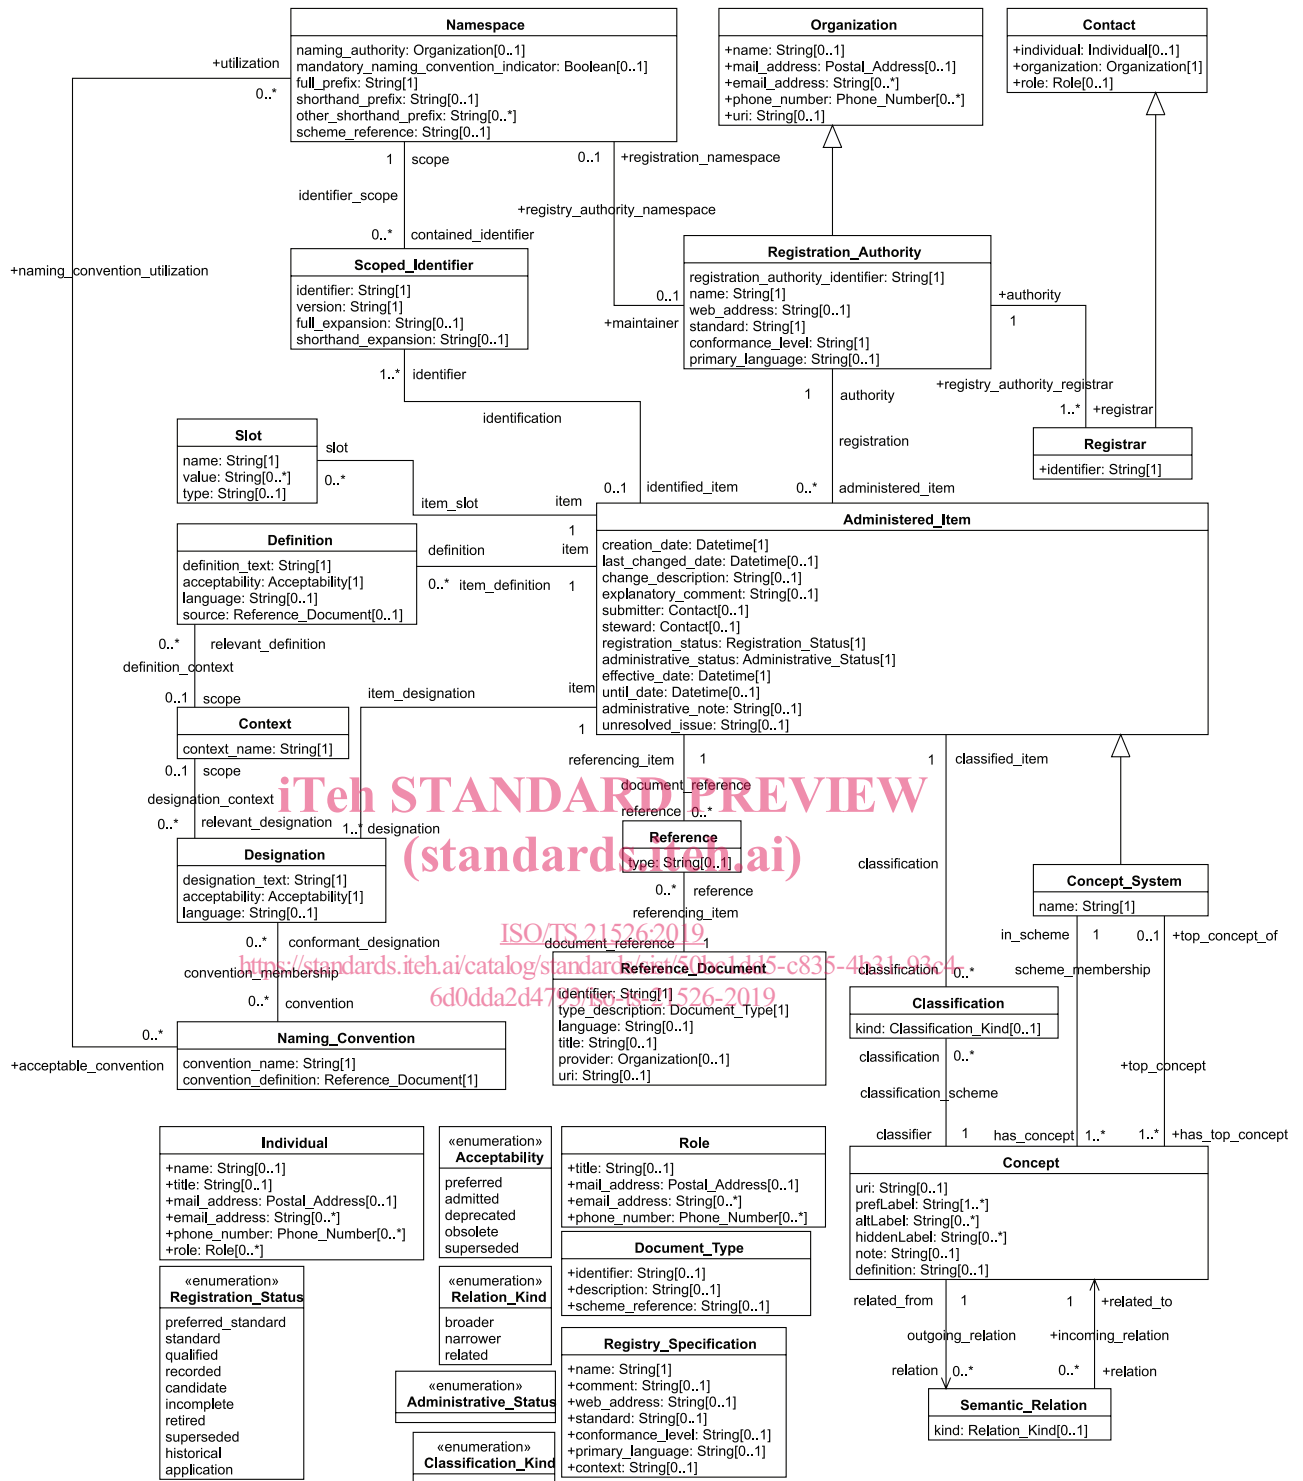 Namespace
naming_authority: Organization[0..1]
mandatory_naming_convention_indicator: Boolean[0..1]
full_prefix: String[1]
shorthand_prefix: String[0..1]
other_shorthand_prefix: String[0..*]
scheme_reference: String[0..1]
Organization
+name: String[0..1]
+mail_address: Postal_Address[0..1]
+email_address: String[0..*]
+phone_number: Phone_Number[0..*]
+uri: String[0..1]
Contact
+individual: Individual[0..1]
+organization: Organization[1]
+role: Role[0..1]
+utilization
0..*
1
scope
0..1
+registration_namespace
identifier_scope
+registry_authority_namespace
0..*
contained_identifier
+naming_convention_utilization
Scoped_Identifier
identifier: String[1]
version: String[1]
full_expansion: String[0..1]
shorthand_expansion: String[0..1]
Registration_Authority
registration_authority_identifier: String[1]
name: String[1]
web_address: String[0..1]
standard: String[1]
conformance_level: String[1]
primary_language: String[0..1]
0..1
+maintainer
+authority
1
1..*
identifier
1
authority
+registry_authority_registrar
1..*
+registrar
identification
registration
Registrar
+identifier: String[1]
Slot
name: String[1]
value: String[0..*]
type: String[0..1]
slot
0..*
item_slot
item
1
0..1
identified_item
0..*
administered_item
Administered_Item
creation_date: Datetime[1]
last_changed_date: Datetime[0..1]
change_description: String[0..1]
explanatory_comment: String[0..1]
submitter: Contact[0..1]
steward: Contact[0..1]
registration_status: Registration_Status[1]
administrative_status: Administrative_Status[1]
effective_date: Datetime[1]
until_date: Datetime[0..1]
administrative_note: String[0..1]
unresolved_issue: String[0..1]
Definition
definition_text: String[1]
acceptability: Acceptability[1]
language: String[0..1]
source: Reference_Document[0..1]
definition
item
0..*
item_definition
1
0..*
relevant_definition
definition_context
0..1
scope
item_designation
item
1
Context
context_name: String[1]
0..1
scope
designation_context
0..*
relevant_designation
1..*
designation
referencing_item
1
document_reference
reference
0..*
1
classified_item
iTeh STANDARD PREVIEW
(standards.iteh.ai)
Designation
designation_text: String[1]
acceptability: Acceptability[1]
language: String[0..1]
Reference
type: String[0..1]
classification
Concept_System
name: String[1]
0..*
reference
referencing_item
document_reference
1
0..*
conformant_designation
convention_membership
0..*
convention
in_scheme
1
0..1
+top_concept_of
scheme_membership
ISO/TS 21526:2019
https://standards.iteh.ai/catalog/standards/sist/50bc1dd5-c835-4b31-93c4-
6d0dda2d4793/iso-ts-21526-2019
Reference_Document
identifier: String[1]
type_description: Document_Type[1]
language: String[0..1]
title: String[0..1]
provider: Organization[0..1]
uri: String[0..1]
classification
0..*
Classification
kind: Classification_Kind[0..1]
0..*
+acceptable_convention
Naming_Convention
convention_name: String[1]
convention_definition: Reference_Document[1]
classification
0..*
classification_scheme
+top_concept
classifier
1
has_concept
1..*
1..*
+has_top_concept
Individual
+name: String[0..1]
+title: String[0..1]
+mail_address: Postal_Address[0..1]
+email_address: String[0..*]
+phone_number: Phone_Number[0..*]
+role: Role[0..*]
«enumeration»
Acceptability
preferred
admitted
deprecated
obsolete
superseded
Role
+title: String[0..1]
+mail_address: Postal_Address[0..1]
+email_address: String[0..*]
+phone_number: Phone_Number[0..*]
Concept
uri: String[0..1]
prefLabel: String[1..*]
altLabel: String[0..*]
hiddenLabel: String[0..*]
note: String[0..1]
definition: String[0..1]
Document_Type
+identifier: String[0..1]
+description: String[0..1]
+scheme_reference: String[0..1]
«enumeration»
Registration_Status
preferred_standard
standard
qualified
recorded
candidate
incomplete
retired
superseded
historical
application
«enumeration»
Relation_Kind
broader
narrower
related
related_from
1
1
+related_to
outgoing_relation
+incoming_relation
relation
0..*
0..*
+relation
Registry_Specification
+name: String[1]
+comment: String[0..1]
+web_address: String[0..1]
+standard: String[0..1]
+conformance_level: String[0..1]
+primary_language: String[0..1]
+context: String[0..1]
«enumeration»
Administrative_Status
Semantic_Relation
kind: Relation_Kind[0..1]
«enumeration»
Classification_Kind